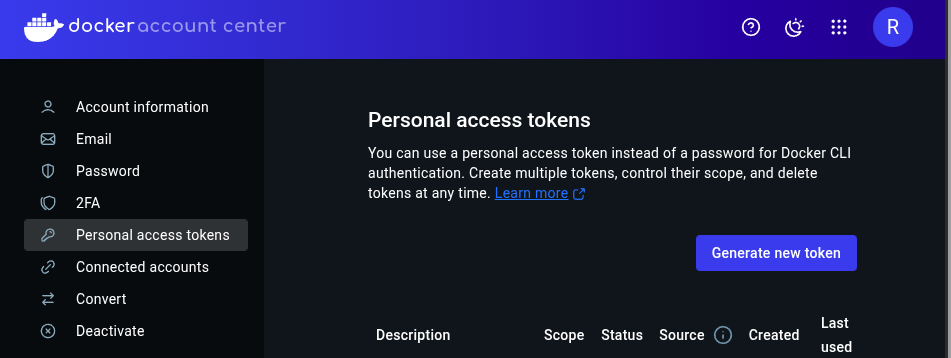 docker account center
R
Account information
Email
Password
2FA
Personal access tokens
Connected accounts
Convert
Deactivate
Personal access tokens
You can use a personal access token instead of a password for Docker CLI
authentication. Create multiple tokens, control their scope, and delete
tokens at any time. Learn more
Generate new token
Description Scope Status Source Created Last
used